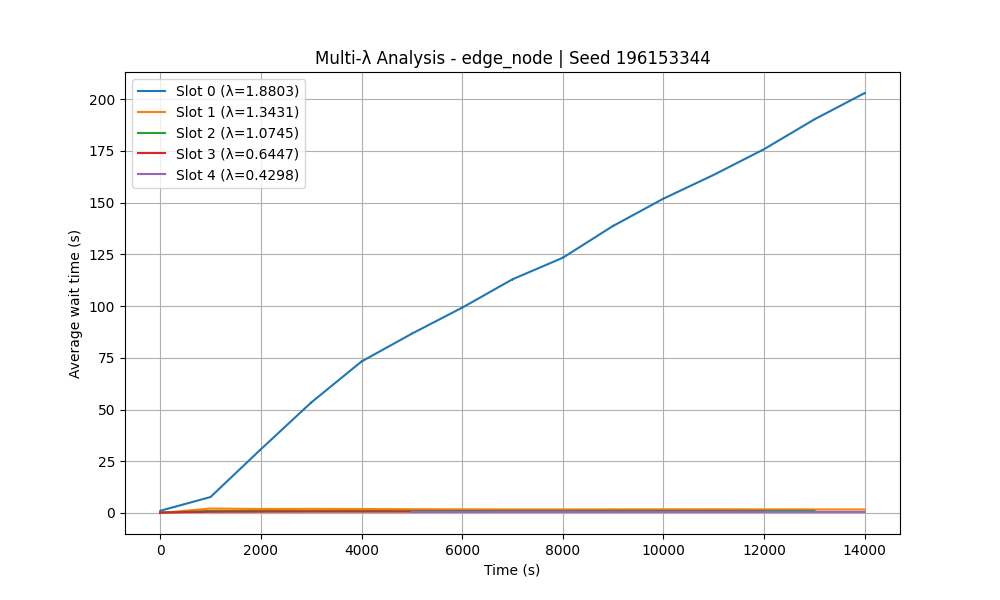 Multi-λ Analysis - edge_node | Seed 196153344
Slot 0 (λ=1.8803)
Slot 1 (λ=1.3431)
Slot 2 (λ=1.0745)
Slot 3 (λ=0.6447)
Slot 4 (λ=0.4298)
Average wait time (s)
200
175
150
125
100
75
50
25
0
0 2000 4000 6000 8000 10000 12000 14000
Time (s)